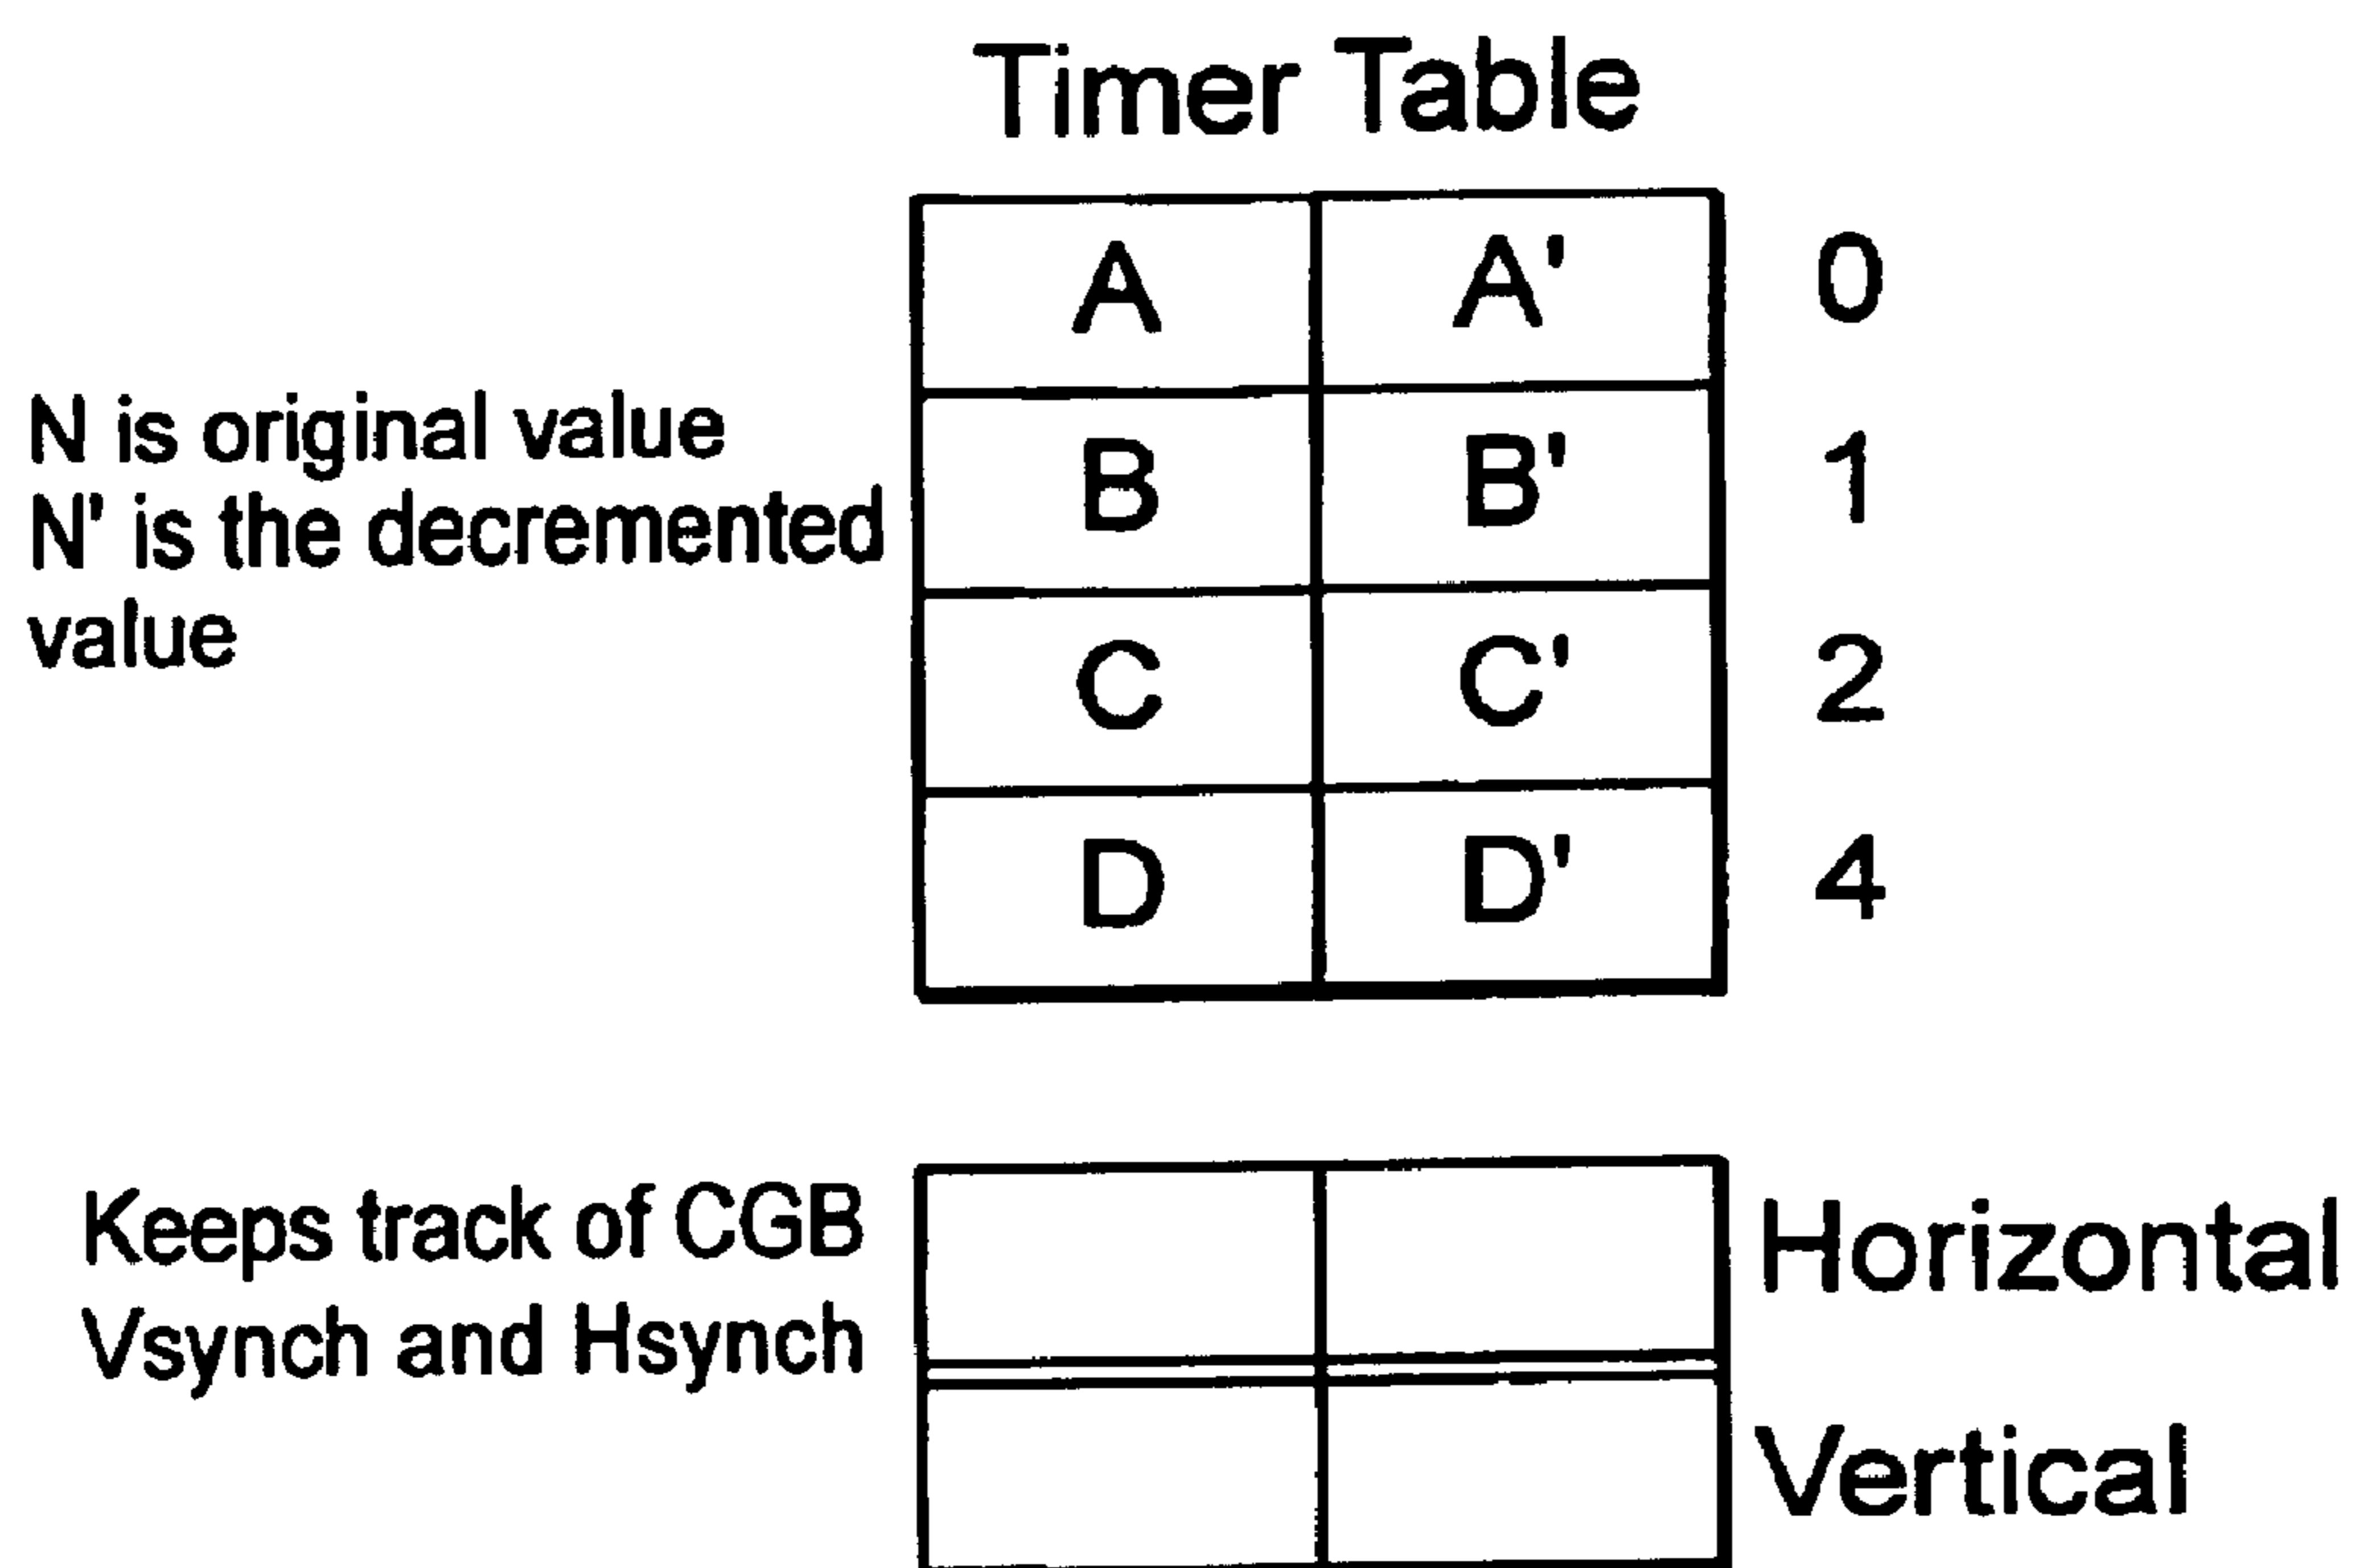 Timer Table
A A' 0
N is original value
N' is the decremented
value
B B' 1
C C' 2
D D' 4
Keeps track of CGB
Vsynch and Hsynch
Horizontal
Vertical